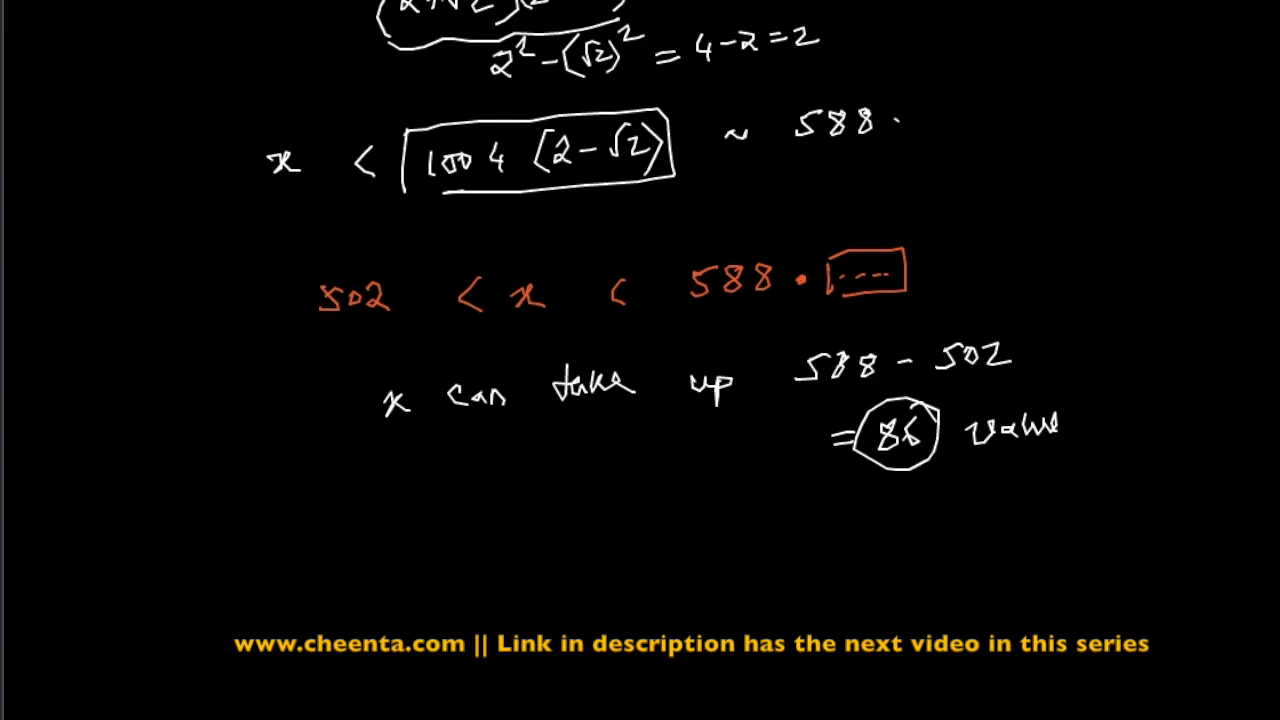 2² - (√2)² = 4 - 2 = 2
x < 1004 (2 - √2) ~ 588.
502 < x < 588 . ....
x can take up 588 - 502
= 86 value
www.cheenta.com || Link in description has the next video in this series